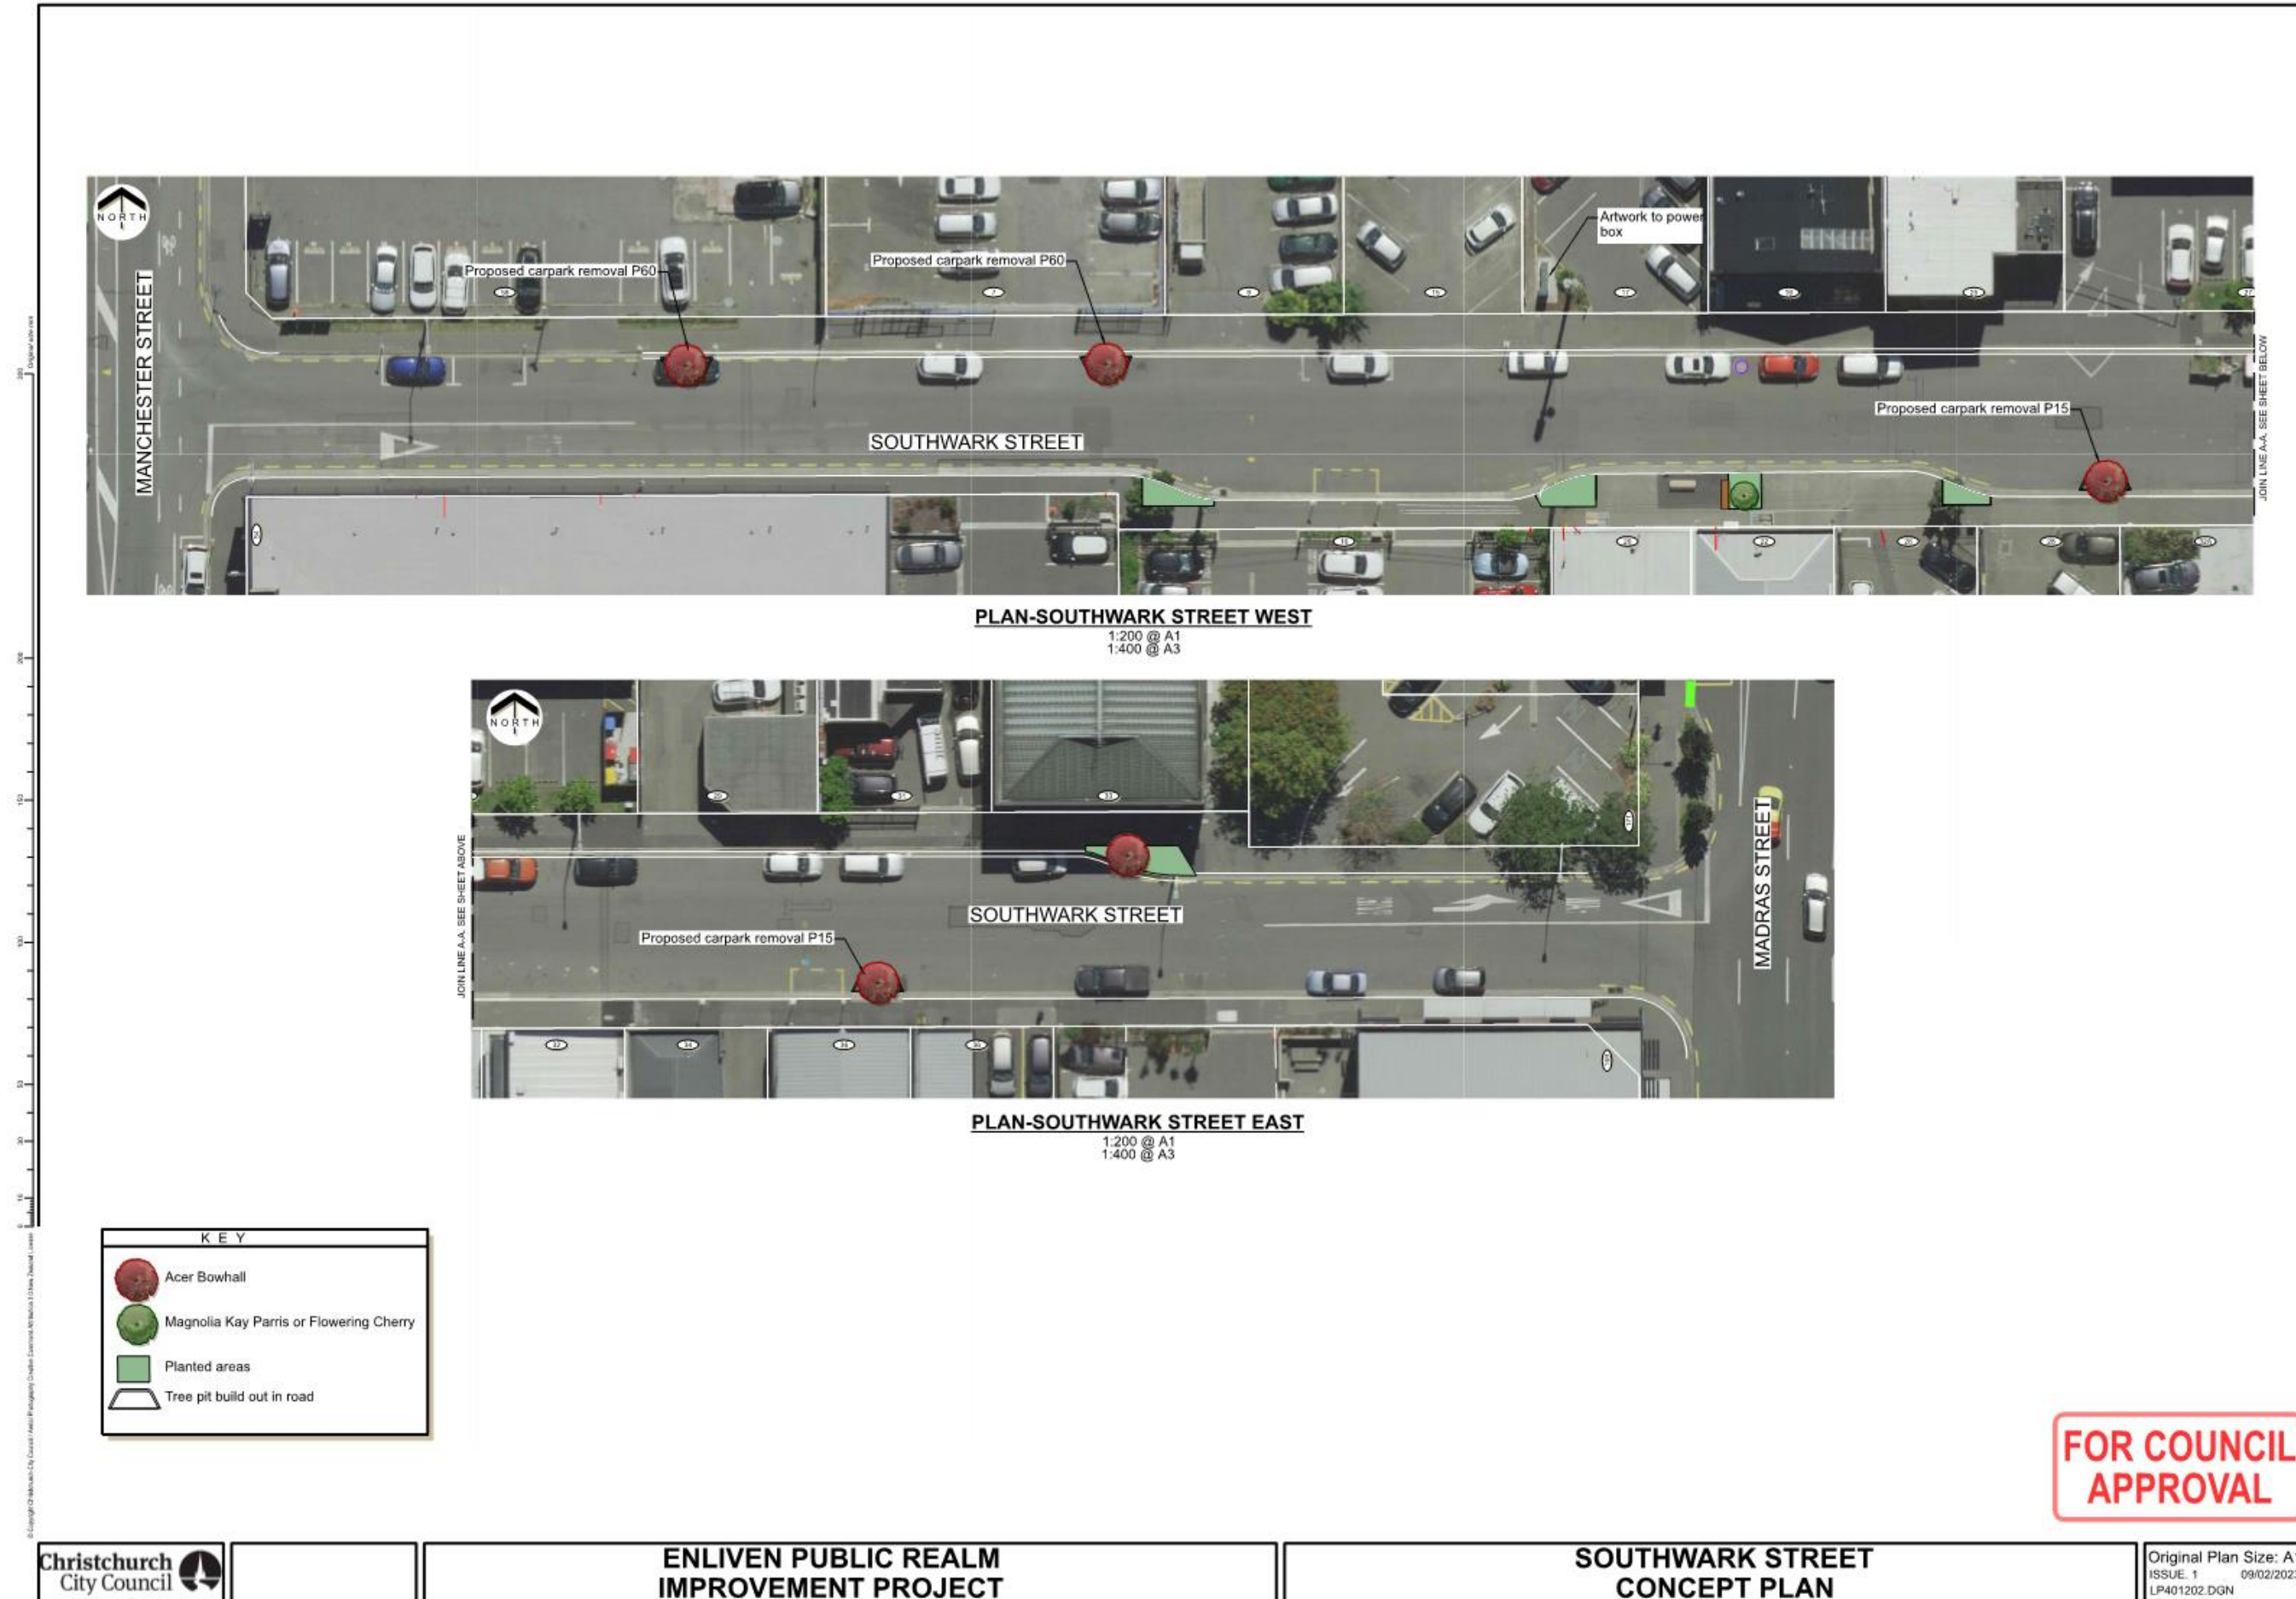 NORTH
MANCHESTER STREET
Proposed carpark removal P60
Proposed carpark removal P60
Artwork to power
box
Proposed carpark removal P15
SOUTHWARK STREET
JOIN LINE A-A. SEE SHEET BELOW
PLAN-SOUTHWARK STREET WEST
1:200 @ A1
1:400 @ A3
NORTH
JOIN LINE A-A. SEE SHEET ABOVE
SOUTHWARK STREET
Proposed carpark removal P15
MADRAS STREET
PLAN-SOUTHWARK STREET EAST
1:200 @ A1
1:400 @ A3
KEY
Acer Bowhall
Magnolia Kay Parris or Flowering Cherry
Planted areas
Tree pit build out in road
FOR COUNCIL
APPROVAL
Christchurch
City Council
ENLIVEN PUBLIC REALM
IMPROVEMENT PROJECT
SOUTHWARK STREET
CONCEPT PLAN
Original Plan Size: A1
ISSUE. 1 09/02/2023
LP401202.DGN